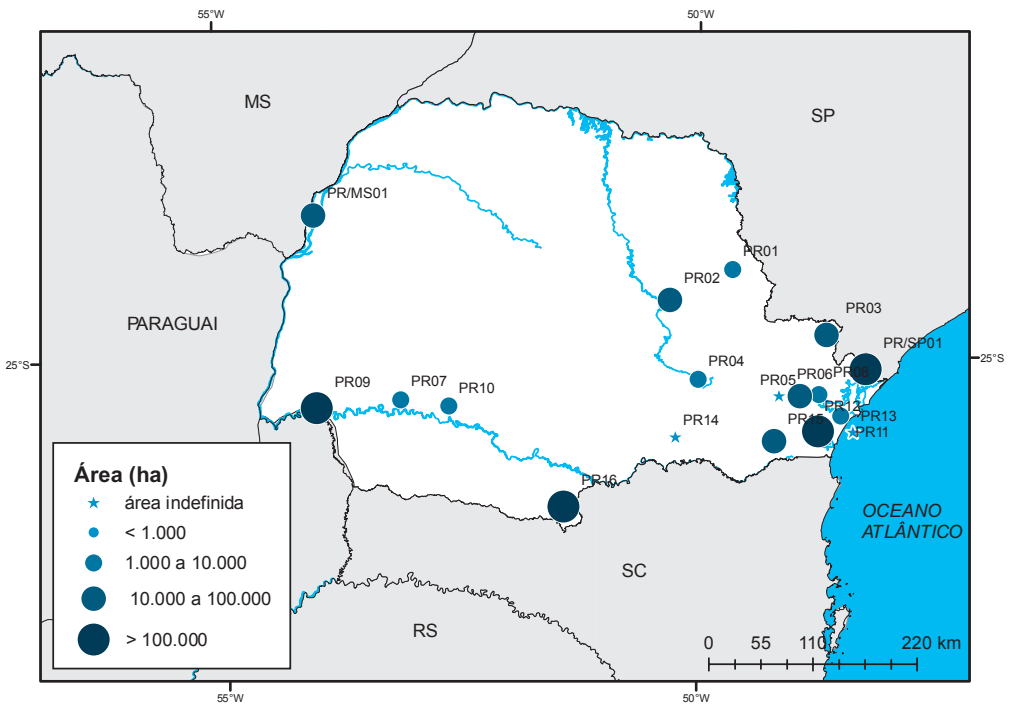 55°W
50°W
MS
SP
PR/MS01
PR01
PR02
PR03
PARAGUAI
PR/SP01
25°S
25°S
PR04
PR05
PR06
PR08
PR09
PR07
PR10
PR12
PR13
PR14
PR15
PR11
PR16
Área (ha)
área indefinida
< 1.000
1.000 a 10.000
10.000 a 100.000
> 100.000
OCEANO
ATLÂNTICO
SC
RS
0 55 110 220 km
55°W
50°W